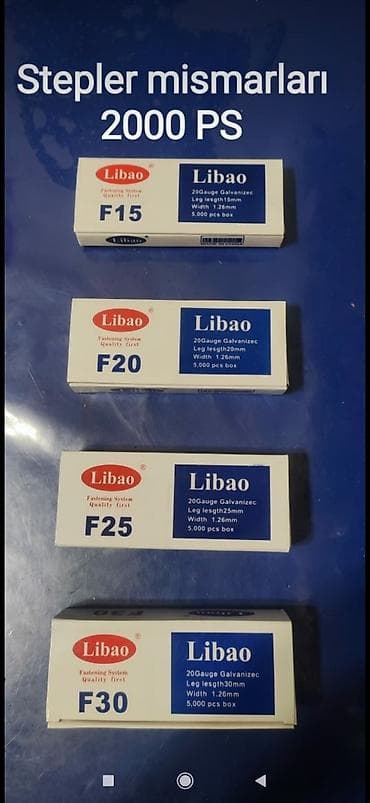 Stepler mismarları
2000 PS
Libao
Fastening System
Quality first
F15
Libao
20Gauge Galvanizec
Leg lesgth15mm
Width 1.26mm
5,000 pcs box
Libao
Libao
Fastening System
Quality first
F20
Libao
20Gauge Galvanizec
Leg lesgth20mm
Width 1.26mm
5,000 pcs box
Libao
Fastening System
Quality first
F25
Libao
20Gauge Galvanizec
Leg lesgth25mm
Width 1.26mm
5,000 pcs box
F30
Libao
Libao
Fastening System
Quality first
F30
Libao
20Gauge Galvanizec
Leg lesgth30mm
Width 1.26mm
5,000 pcs box